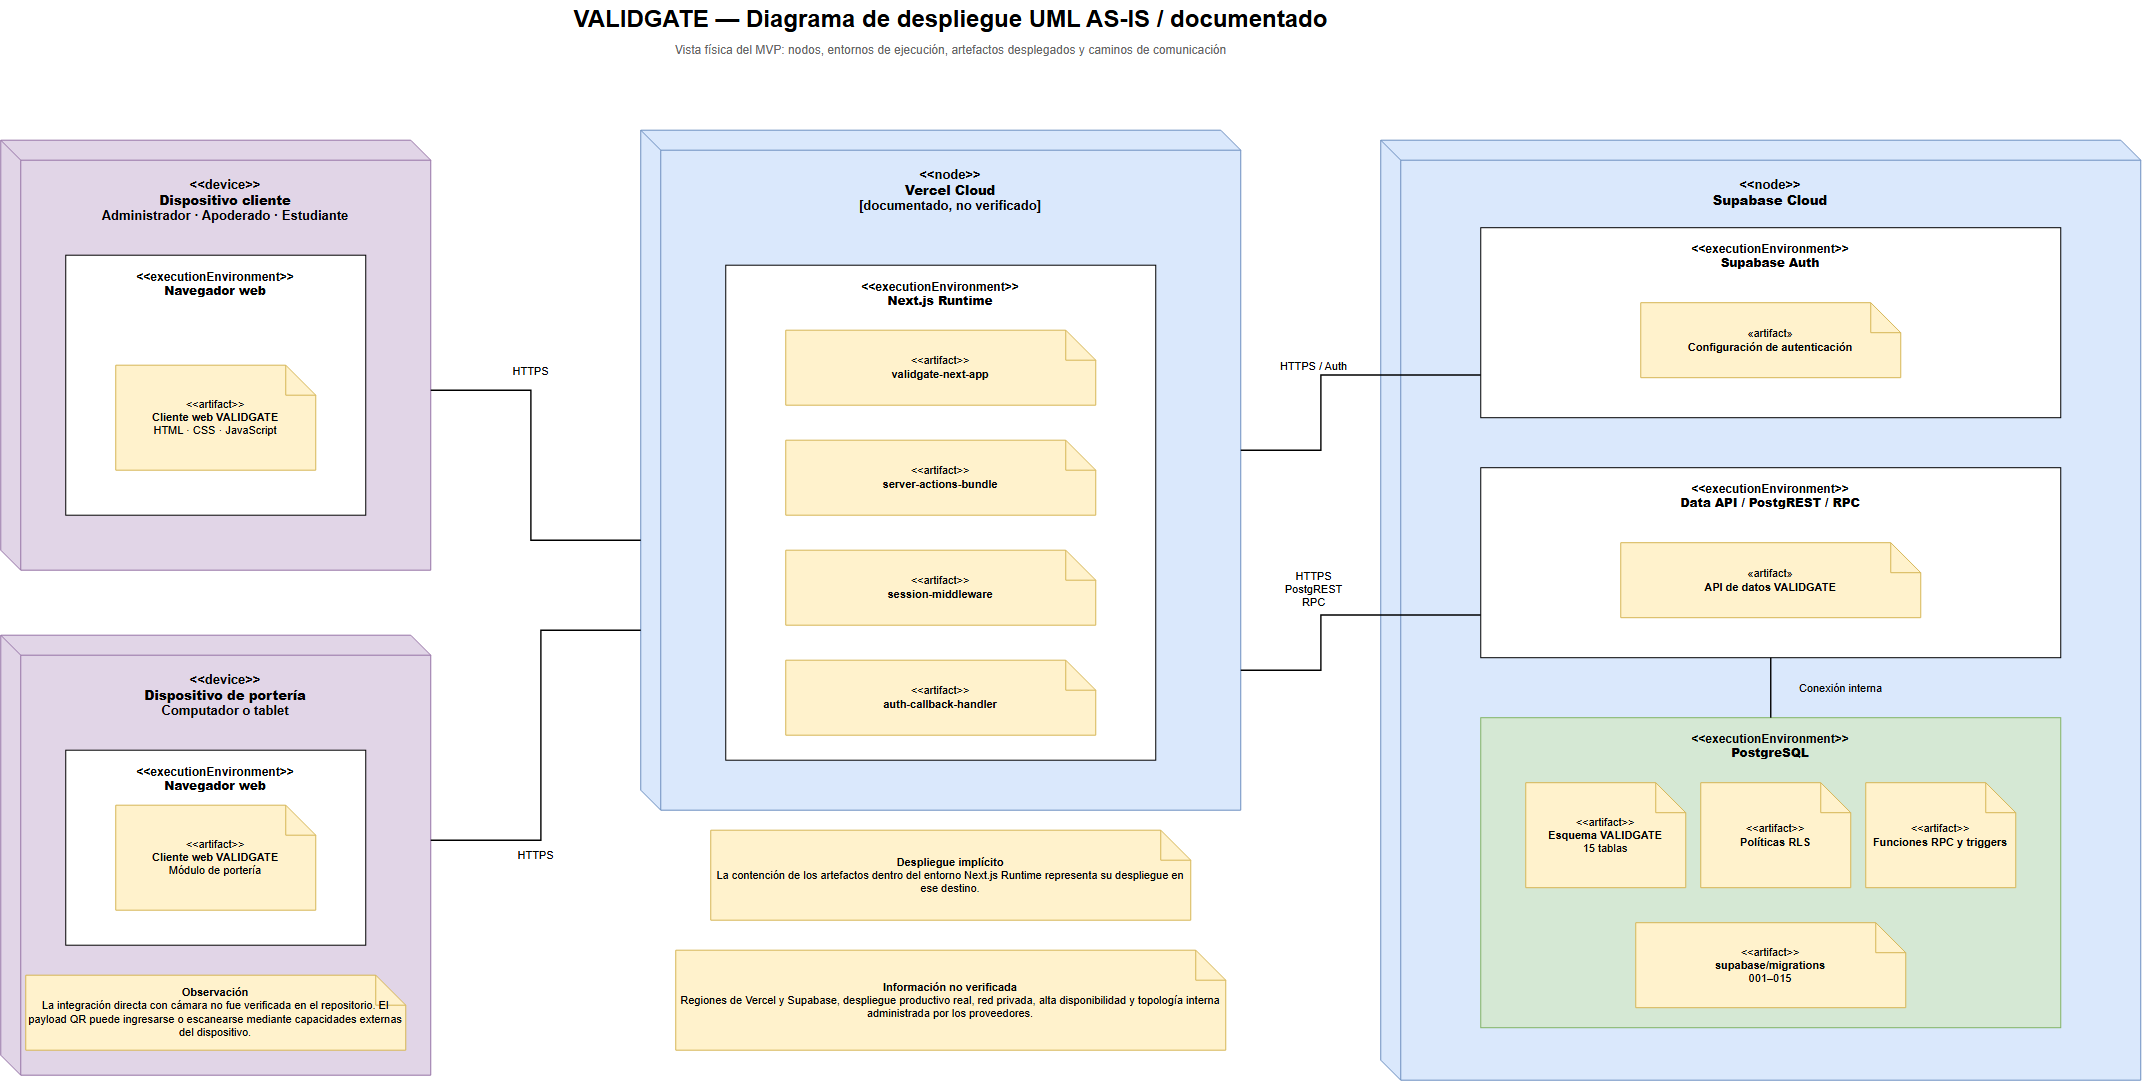 VALIDGATE — Diagrama de despliegue UML AS-IS / documentado
Vista física del MVP: nodos, entornos de ejecución, artefactos desplegados y caminos de comunicación
<<device>>
Dispositivo cliente
Administrador · Apoderado · Estudiante
<<executionEnvironment>>
Navegador web
<<artifact>>
Cliente web VALIDGATE
HTML · CSS · JavaScript
HTTPS
<<device>>
Dispositivo de portería
Computador o tablet
<<executionEnvironment>>
Navegador web
<<artifact>>
Cliente web VALIDGATE
Módulo de portería
Observación
La integración directa con cámara no fue verificada en el repositorio. El
payload QR puede ingresarse o escanearse mediante capacidades externas
del dispositivo.
HTTPS
<<node>>
Vercel Cloud
[documentado, no verificado]
<<executionEnvironment>>
Next.js Runtime
<<artifact>>
validgate-next-app
<<artifact>>
server-actions-bundle
<<artifact>>
session-middleware
<<artifact>>
auth-callback-handler
Despliegue implícito
La contención de los artefactos dentro del entorno Next.js Runtime representa su despliegue en
ese destino.
Información no verificada
Regiones de Vercel y Supabase, despliegue productivo real, red privada, alta disponibilidad y topología interna
administrada por los proveedores.
HTTPS / Auth
HTTPS
PostgREST
RPC
<<node>>
Supabase Cloud
<<executionEnvironment>>
Supabase Auth
«artifact»
Configuración de autenticación
<<executionEnvironment>>
Data API / PostgREST / RPC
«artifact»
API de datos VALIDGATE
Conexión interna
<<executionEnvironment>>
PostgreSQL
<<artifact>>
Esquema VALIDGATE
15 tablas
<<artifact>>
Políticas RLS
<<artifact>>
Funciones RPC y triggers
<<artifact>>
supabase/migrations
001–015